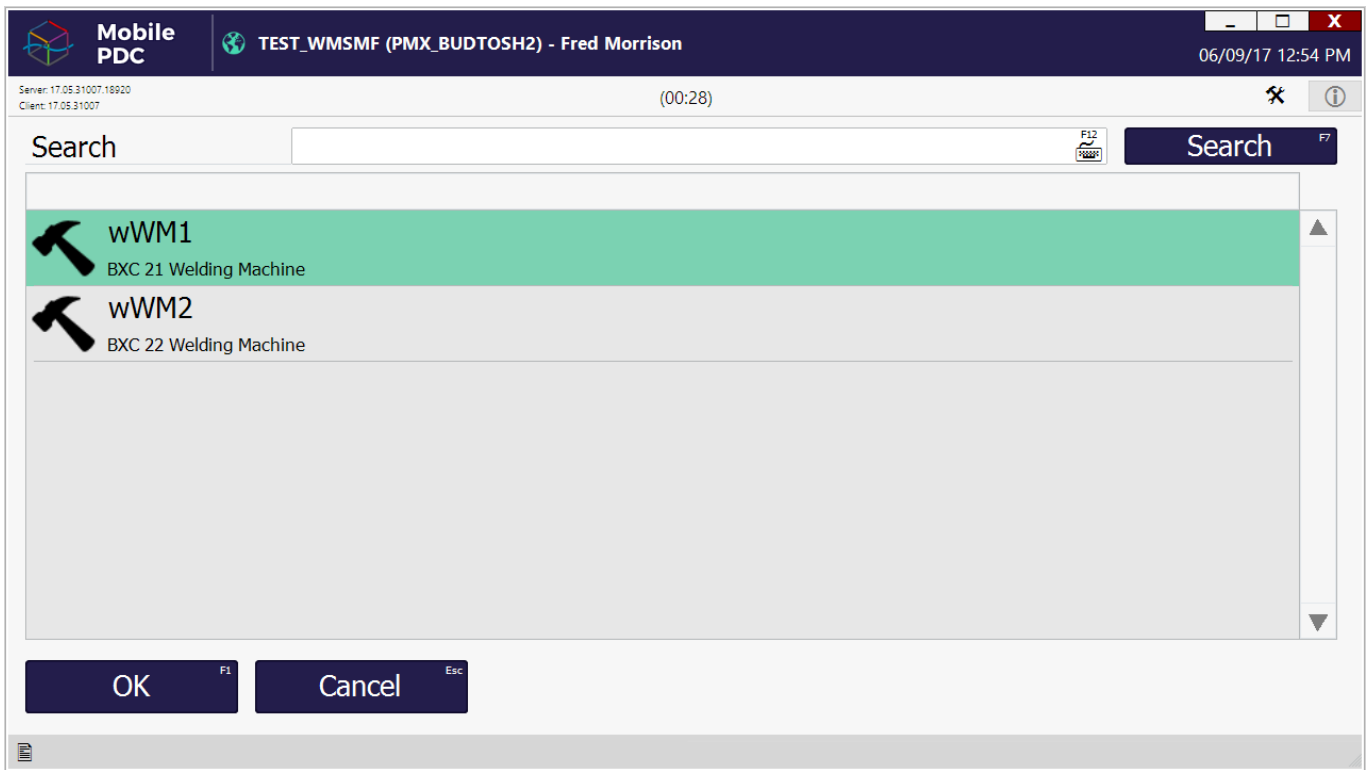 Mobile
PDC
TEST_WMSMF (PMX_BUDTOSH2) - Fred Morrison
X
06/09/17 12:54 PM
Server: 17.05.31007.18920
Client: 17.05.31007
(00:28)
Search
F12
Search F7
wWM1
BXC 21 Welding Machine
wWM2
BXC 22 Welding Machine
OK F1
Cancel Esc